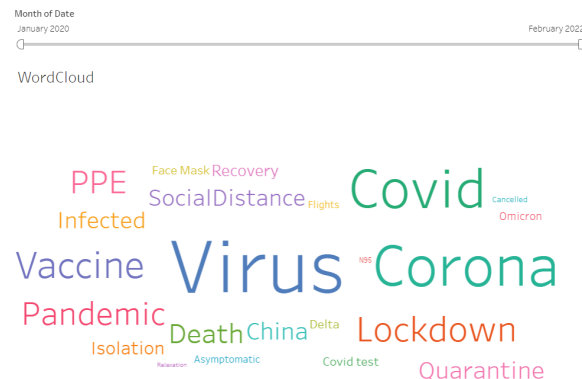 Month of Date
January 2020 February 2022
WordCloud
PPE Face Mask Recovery Covid Cancelled
SocialDistance Flights Omicron
Infected
Vaccine Virus N95 Corona
Pandemic Death China Delta Lockdown
Isolation Relaxation Asymptomatic Covid test Quarantine